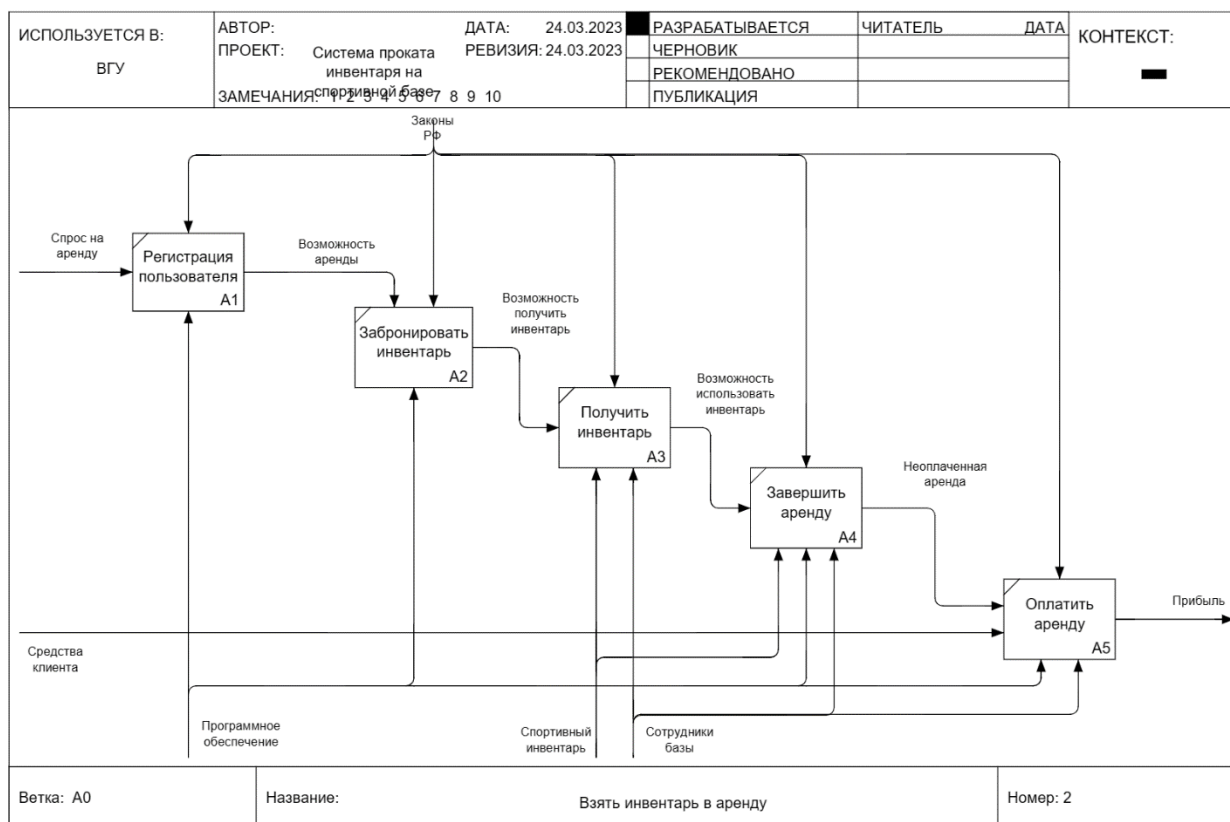 ИСПОЛЬЗУЕТСЯ В:
ВГУ
АВТОР:
ДАТА: 24.03.2023
ПРОЕКТ:
Система проката
инвентаря на
спортивной базе
РЕВИЗИЯ: 24.03.2023
ЗАМЕЧАНИЯ: 1 2 3 4 5 6 7 8 9 10
РАЗРАБАТЫВАЕТСЯ
ЧЕРНОВИК
РЕКОМЕНДОВАНО
ПУБЛИКАЦИЯ
ЧИТАТЕЛЬ
ДАТА
КОНТЕКСТ:
Законы
РФ
Спрос на
аренду
Регистрация
пользователя
A1
Возможность
аренды
Забронировать
инвентарь
A2
Возможность
получить
инвентарь
Получить
инвентарь
A3
Возможность
использовать
инвентарь
Завершить
аренду
A4
Неоплаченная
аренда
Оплатить
аренду
A5
Прибыль
Средства
клиента
Программное
обеспечение
Спортивный
инвентарь
Сотрудники
базы
Ветка: A0
Название:
Взять инвентарь в аренду
Номер: 2